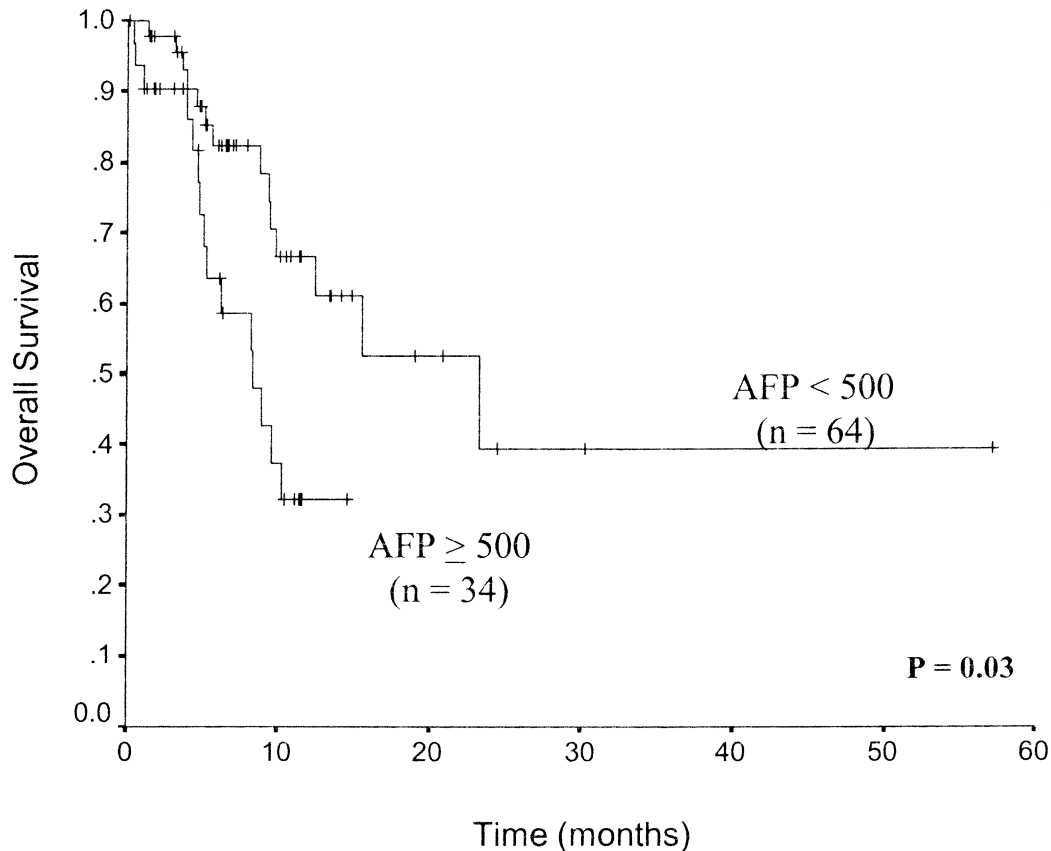 1.0
.9
.8
.7
.6
.5
.4
.3
.2
.1
0.0
Overall Survival
AFP < 500
(n = 64)
AFP ≥ 500
(n = 34)
P = 0.03
0 10 20 30 40 50 60
Time (months)